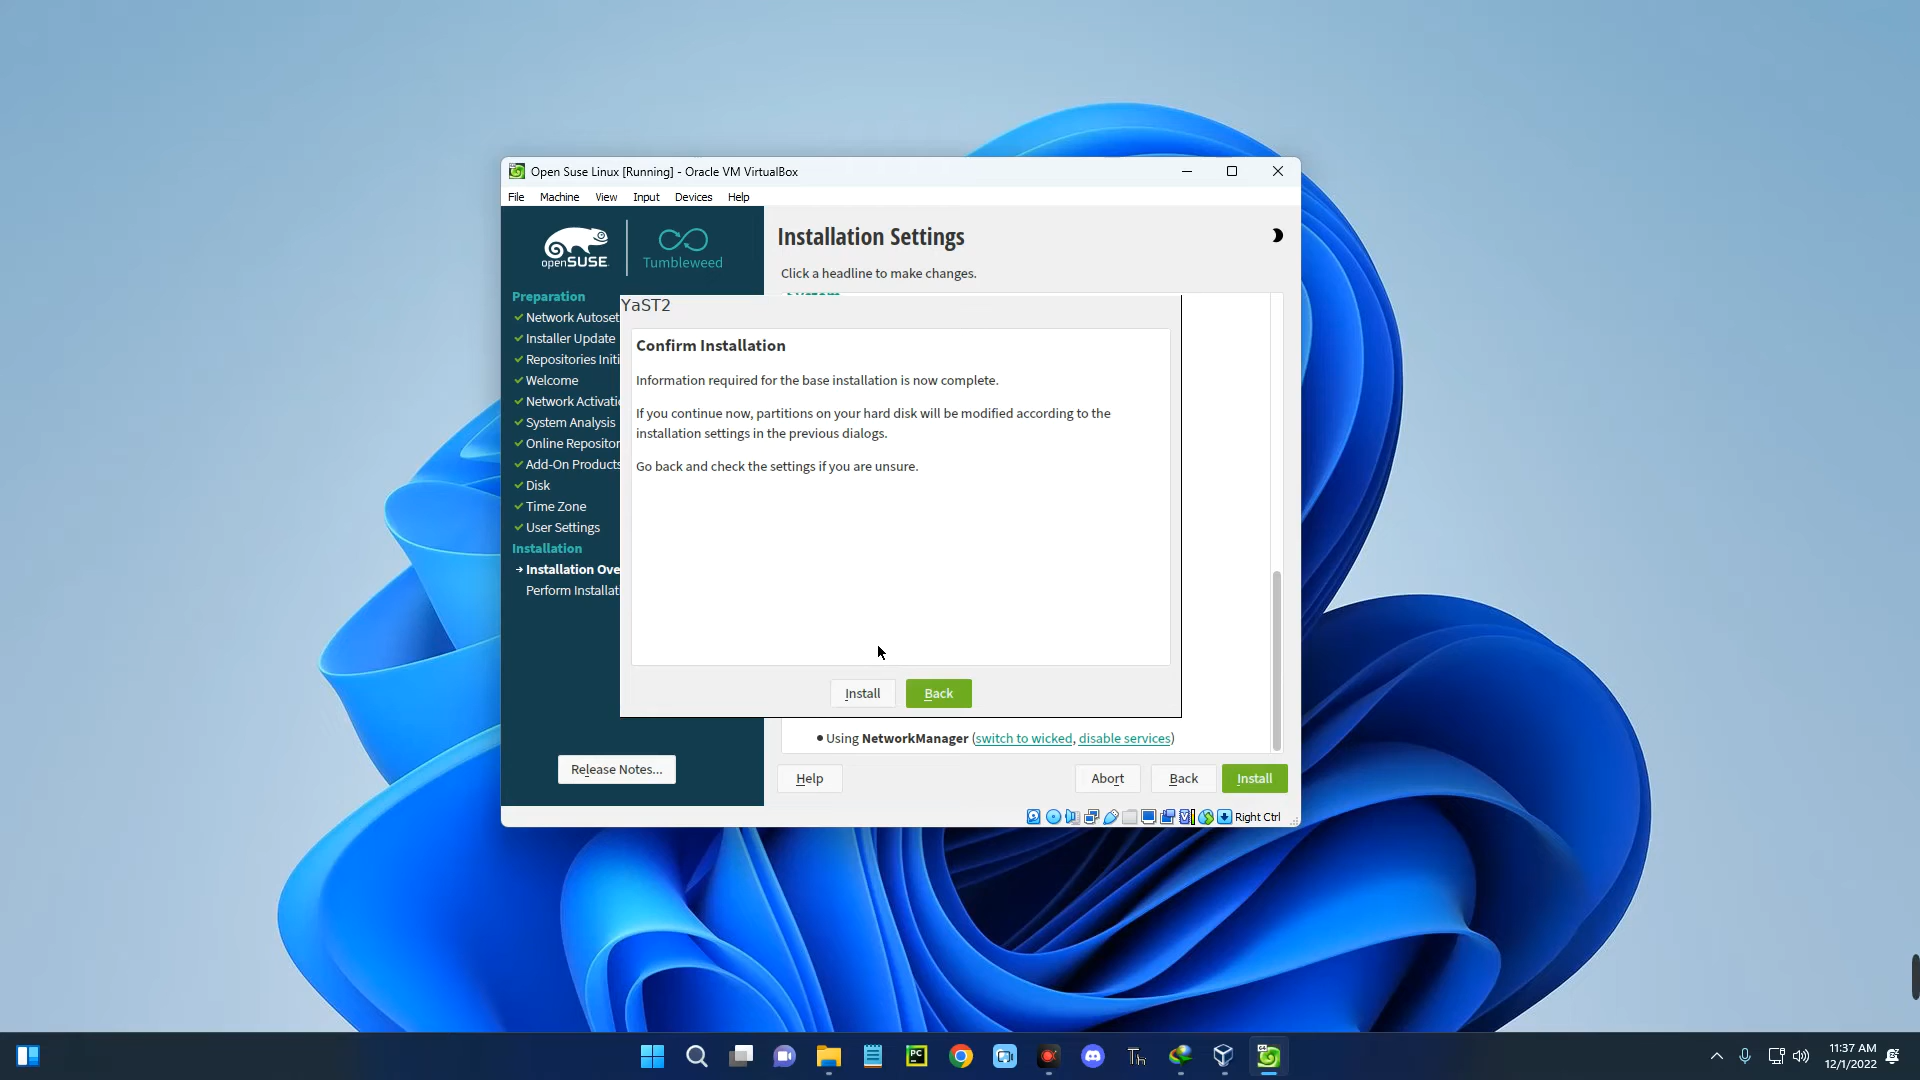 Open Suse Linux [Running] - Oracle VM VirtualBox
File Machine View Input Devices Help
openSUSE
Tumbleweed
Installation Settings
Click a headline to make changes.
Preparation
Network Autoset
Installer Update
Repositories Initi
Welcome
Network Activati
System Analysis
Online Repositor
Add-On Products
Disk
Time Zone
User Settings
Installation
Installation Ove
Perform Installat
YaST2
Confirm Installation
Information required for the base installation is now complete.
If you continue now, partitions on your hard disk will be modified according to the
installation settings in the previous dialogs.
Go back and check the settings if you are unsure.
Install Back
• Using NetworkManager (switch to wicked, disable services)
Release Notes...
Help Abort Back Install
Right Ctrl
PC
Th
11:37 AM
12/1/2022